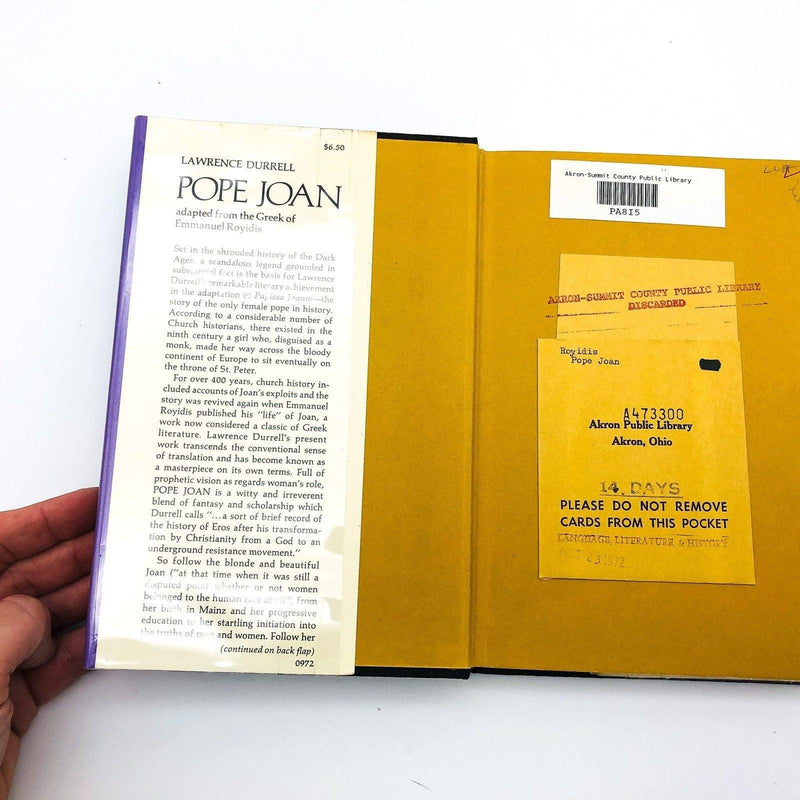 $6.50
LAWRENCE DURRELL
POPE JOAN
adapted from the Greek of
Emmanuel Royidis
Set in the shrouded history of the Dark
Ages, a scandalous legend grounded in
substantial fact is the basis for Lawrence
Durrell's remarkable literary achievement
in the adaptation of Papissa Joanna—the
story of the only female pope in history.
According to a considerable number of
Church historians, there existed in the
ninth century a girl who, disguised as a
monk, made her way across the bloody
continent of Europe to sit eventually on
the throne of St. Peter.
For over 400 years, church history in-
cluded accounts of Joan's exploits and the
story was revived again when Emmanuel
Royidis published his "life" of Joan, a
work now considered a classic of Greek
literature. Lawrence Durrell's present
work transcends the conventional sense
of translation and has become known as
a masterpiece on its own terms. Full of
prophetic vision as regards woman's role,
POPE JOAN is a witty and irreverent
blend of fantasy and scholarship which
Durrell calls "...a sort of brief record of
the history of Eros after his transforma-
tion by Christianity from a God to an
underground resistance movement."
So follow the blonde and beautiful
Joan ("at that time when it was still a
disputed point whether or not women
belonged to the human race at all") from
her birth in Mainz and her progressive
education to her startling initiation into
the truths of men and women. Follow her
(continued on back flap)
0972
Akron-Summit County Public Library
PA8I5
AKRON-SUMMIT COUNTY PUBLIC LIBRARY
DISCARDED
Royidis
Pope Joan
A473300
Akron Public Library
Akron, Ohio
14 DAYS
PLEASE DO NOT REMOVE
CARDS FROM THIS POCKET
LANGUAGE, LITERATURE, & HISTORY
23 1972